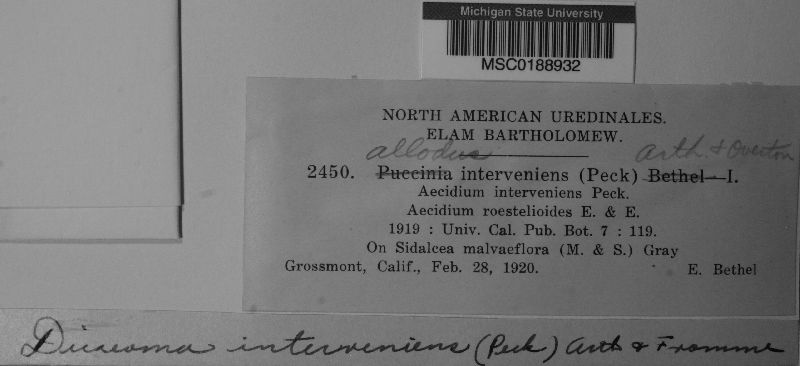 Michigan State University
MSC0188932
NORTH AMERICAN UREDINALES.
ELAM BARTHOLOMEW.
allodus Arth. & Overton
2450. Puccinia interveniens (Peck) Bethel—I.
Aecidium interveniens Peck.
Aecidium roestelioides E. & E.
1919 : Univ. Cal. Pub. Bot. 7 : 119.
On Sidalcea malvaeflora (M. & S.) Gray
Grossmont, Calif., Feb. 28, 1920. E. Bethel
Dicaeoma interveniens (Peck) Arth & Fromme